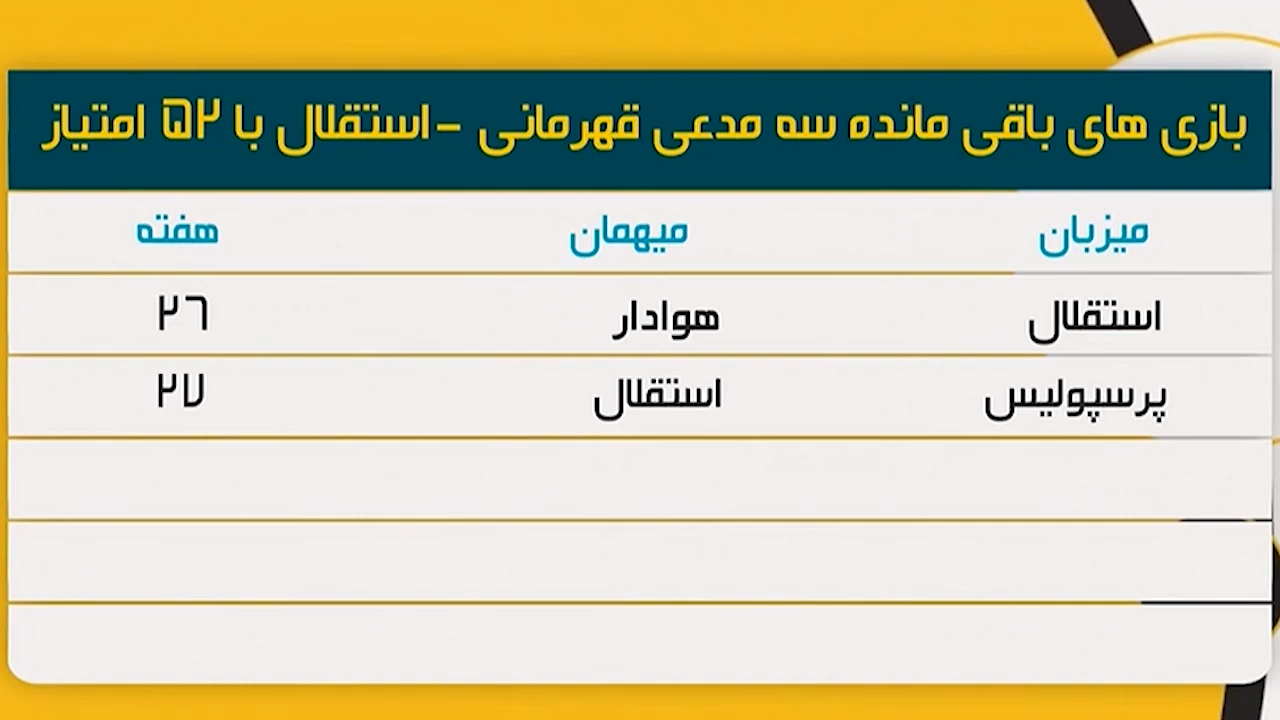 بازی های باقی مانده سه مدعی قهرمانی -استقلال با ۵۲ امتیاز
میزبان میهمان هفته
استقلال هوادار ۲۶
پرسپولیس استقلال ۲۷